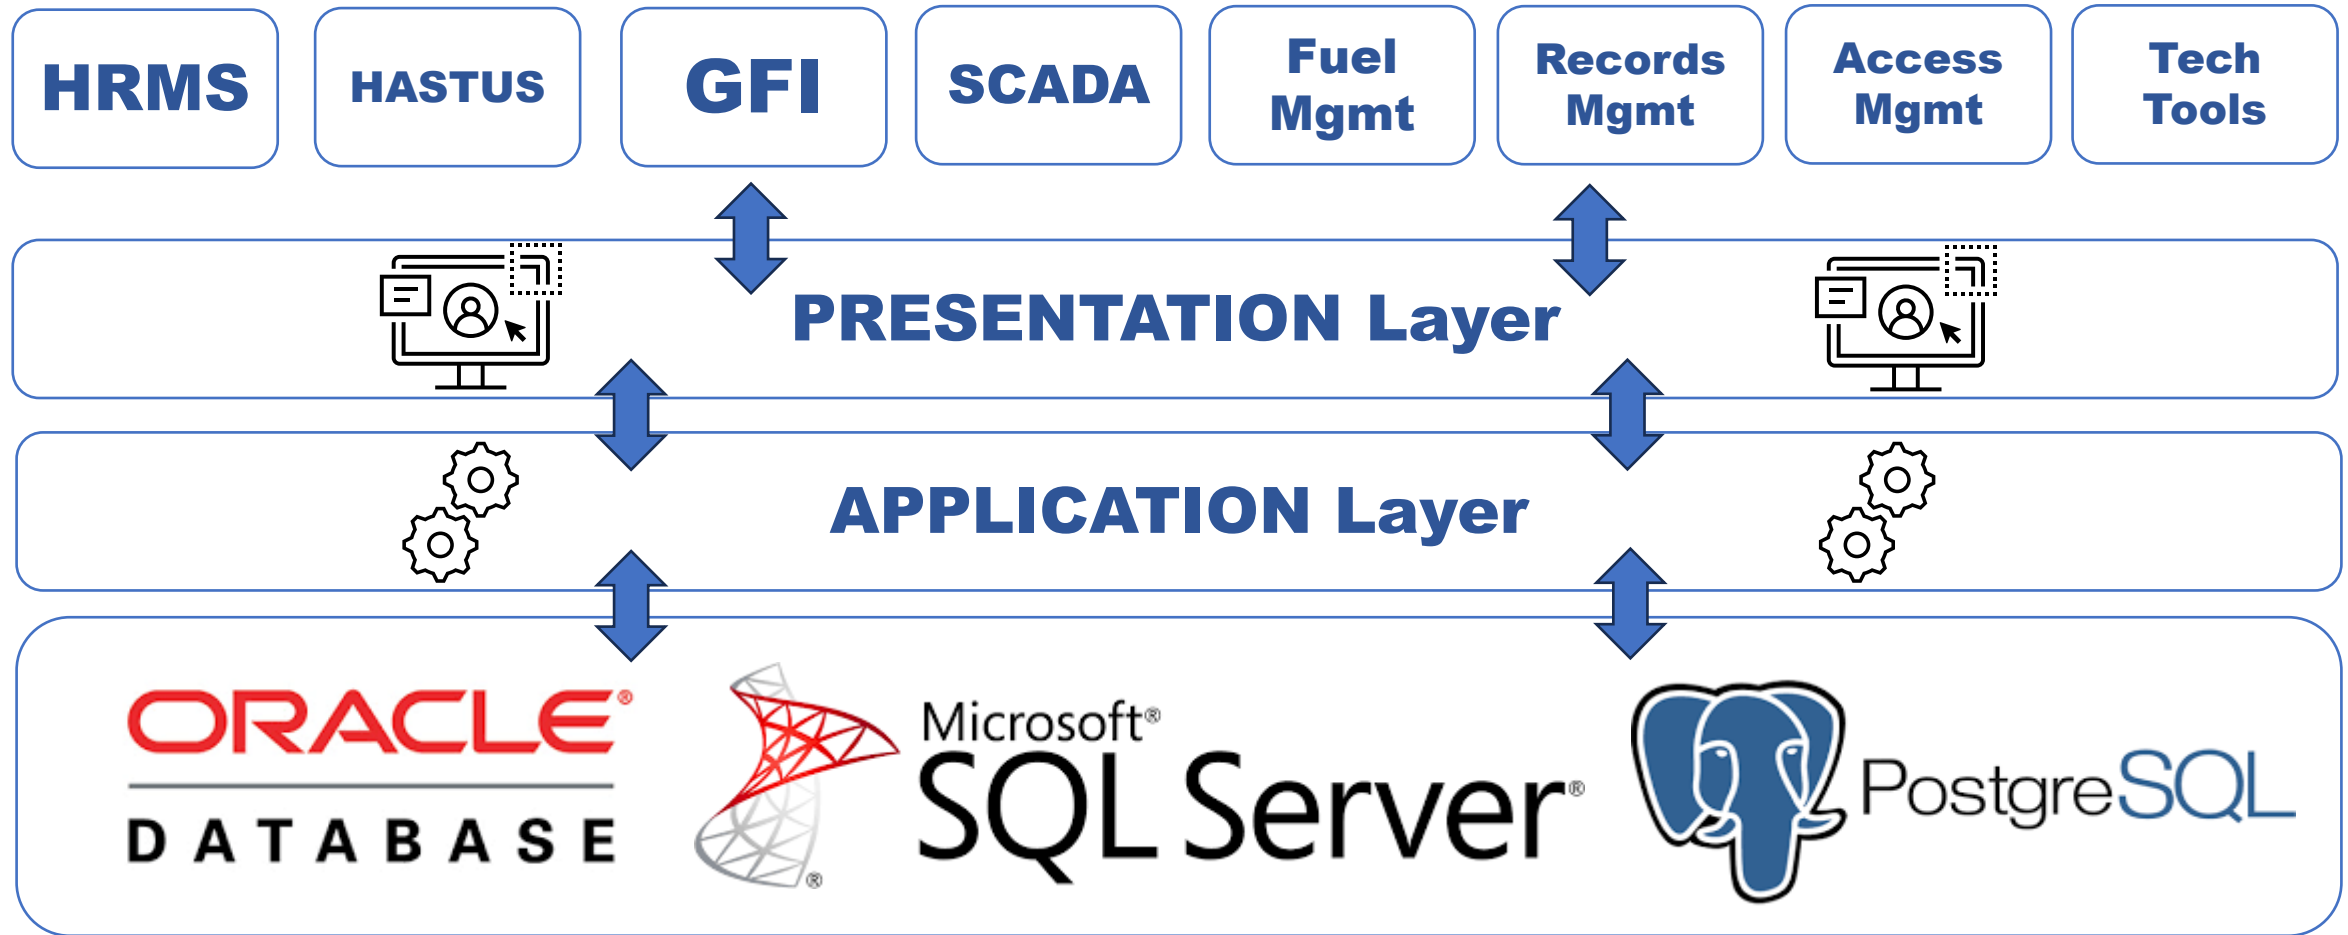 HRMS
HASTUS
GFI
SCADA
Fuel
Mgmt
Records
Mgmt
Access
Mgmt
Tech
Tools
PRESENTATION Layer
APPLICATION Layer
ORACLE®
DATABASE
Microsoft®
SQL Server®
®
PostgreSQL